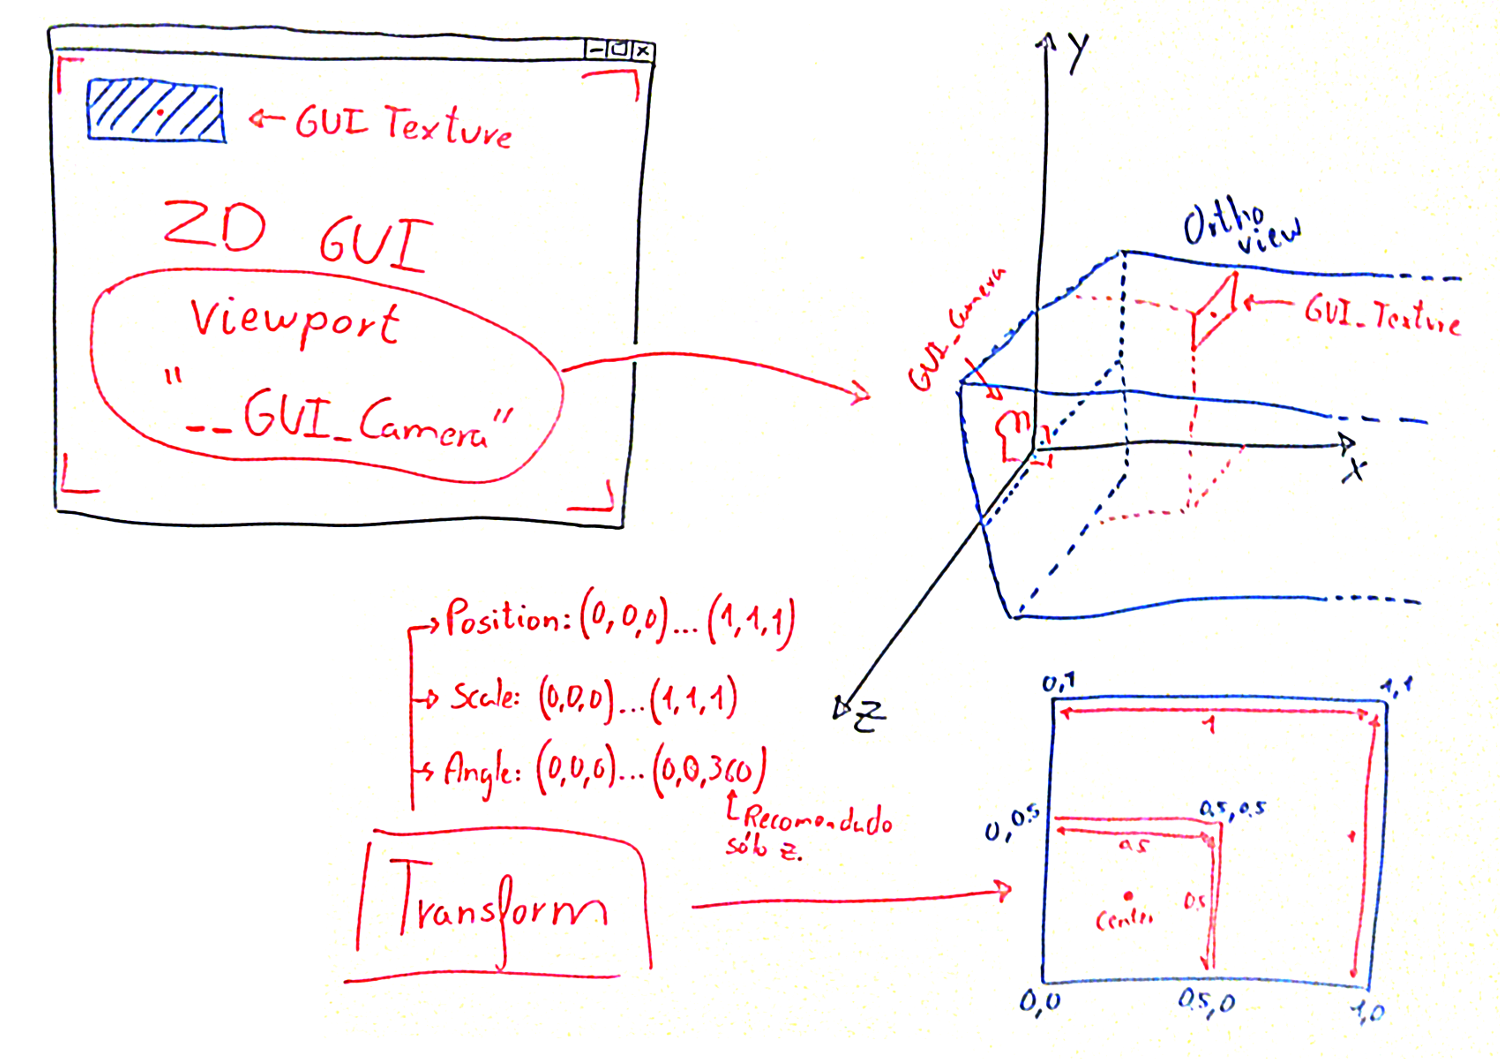 GUI Texture
2D GUI
Viewport
"__GUI_Camera"
Y
Ortho
view
GUI_Camera
GUI_Texture
X
Z
Position: (0,0,0)...(1,1,1)
Scale: (0,0,0)...(1,1,1)
Angle: (0,0,0)...(0,0,360)
Recomendado
sólo z.
Transform
0,1
1,1
1
0,0.5
0.5,0.5
0.5
1
0.5
Center
0,0
0.5,0
1,0